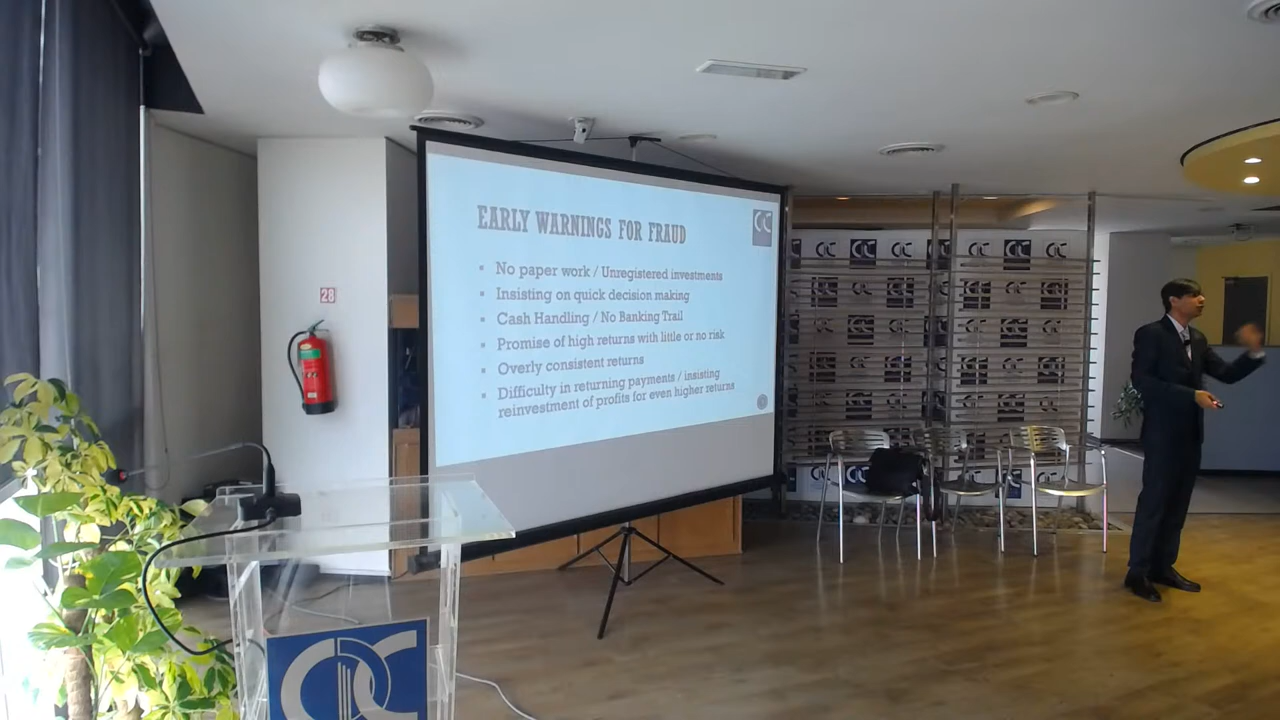 EARLY WARNINGS FOR FRAUD
No paper work / Unregistered investments
Insisting on quick decision making
Cash Handling / No Banking Trail
Promise of high returns with little or no risk
Overly consistent returns
Difficulty in returning payments / insisting
reinvestment of profits for even higher returns
28